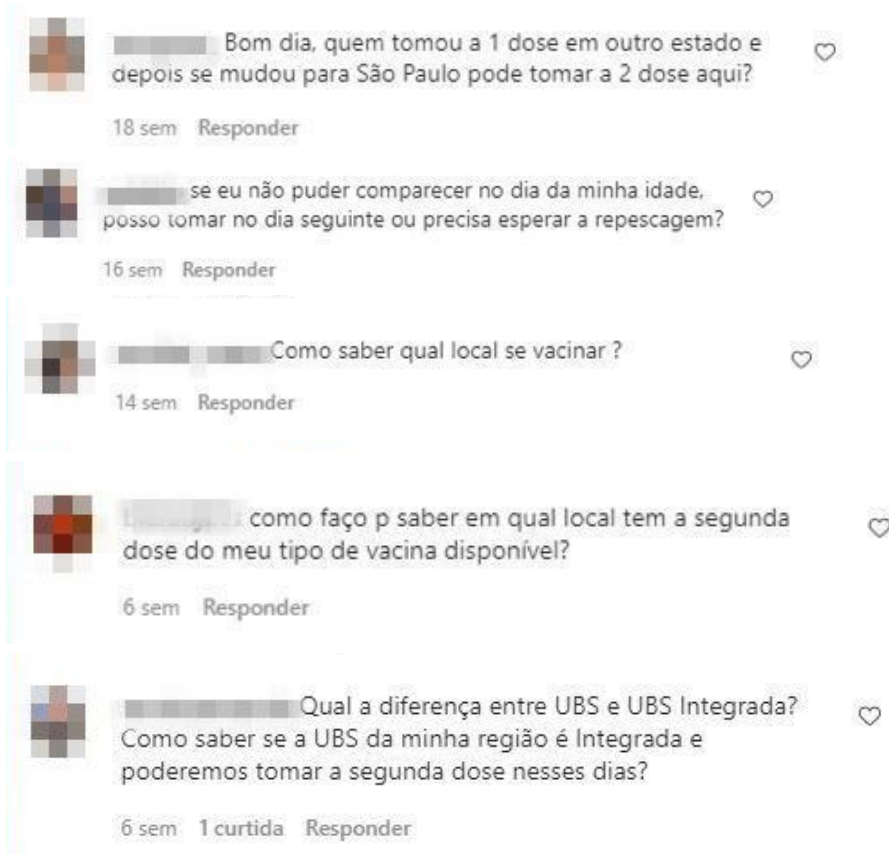 Bom dia, quem tomou a 1 dose em outro estado e
depois se mudou para São Paulo pode tomar a 2 dose aqui?
18 sem Responder
se eu não puder comparecer no dia da minha idade,
posso tomar no dia seguinte ou precisa esperar a repescagem?
16 sem Responder
Como saber qual local se vacinar ?
14 sem Responder
como faço p saber em qual local tem a segunda
dose do meu tipo de vacina disponível?
6 sem Responder
Qual a diferença entre UBS e UBS Integrada?
Como saber se a UBS da minha região é Integrada e
poderemos tomar a segunda dose nesses dias?
6 sem 1 curtida Responder